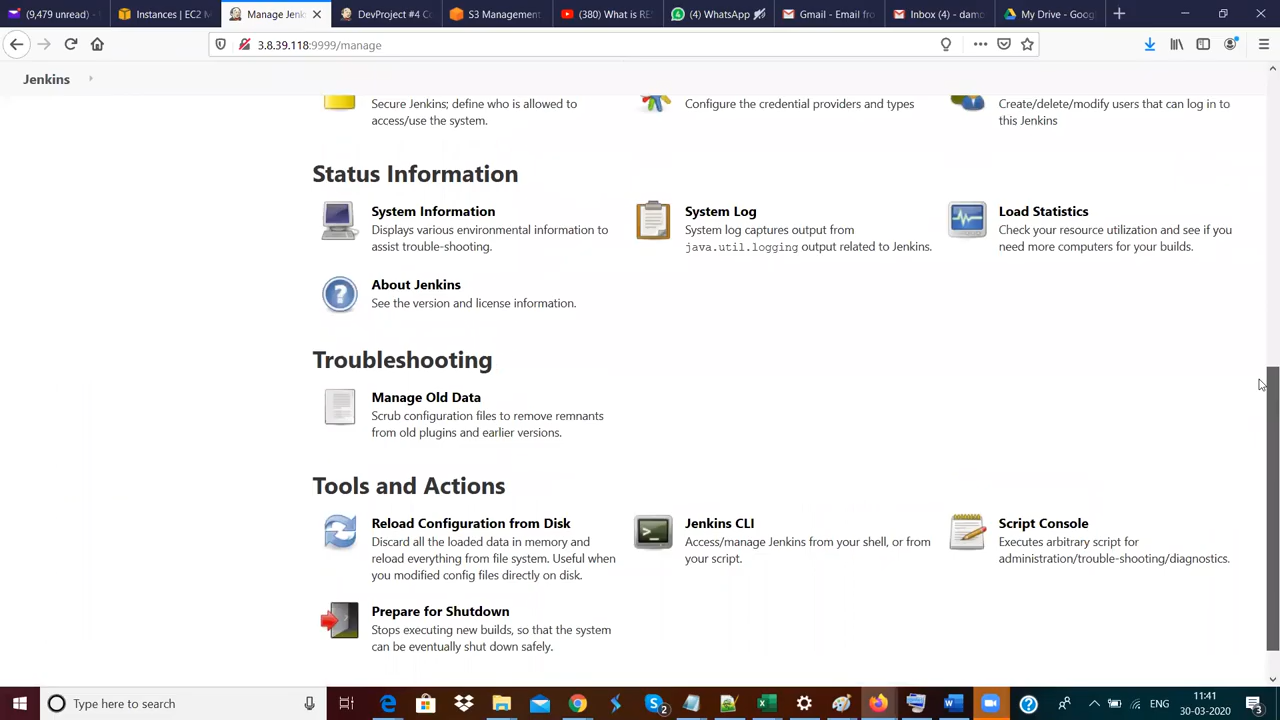 (9,479 unread)
Instances | EC2 M
Manage Jenk
DevProject #4 Co
S3 Management
(380) What is RE
(4) WhatsApp
Gmail - Email fro
Inbox (4) - damo
My Drive - Goog
3.8.39.118:9999/manage
Jenkins
Secure Jenkins; define who is allowed to
access/use the system.
Configure the credential providers and types
Create/delete/modify users that can log in to
this Jenkins
Status Information
System Information
Displays various environmental information to
assist trouble-shooting.
System Log
System log captures output from
java.util.logging output related to Jenkins.
Load Statistics
Check your resource utilization and see if you
need more computers for your builds.
About Jenkins
See the version and license information.
Troubleshooting
Manage Old Data
Scrub configuration files to remove remnants
from old plugins and earlier versions.
Tools and Actions
Reload Configuration from Disk
Discard all the loaded data in memory and
reload everything from file system. Useful when
you modified config files directly on disk.
Jenkins CLI
Access/manage Jenkins from your shell, or from
your script.
Script Console
Executes arbitrary script for
administration/trouble-shooting/diagnostics.
Prepare for Shutdown
Stops executing new builds, so that the system
can be eventually shut down safely.
Type here to search
2
ENG
11:41
30-03-2020
3